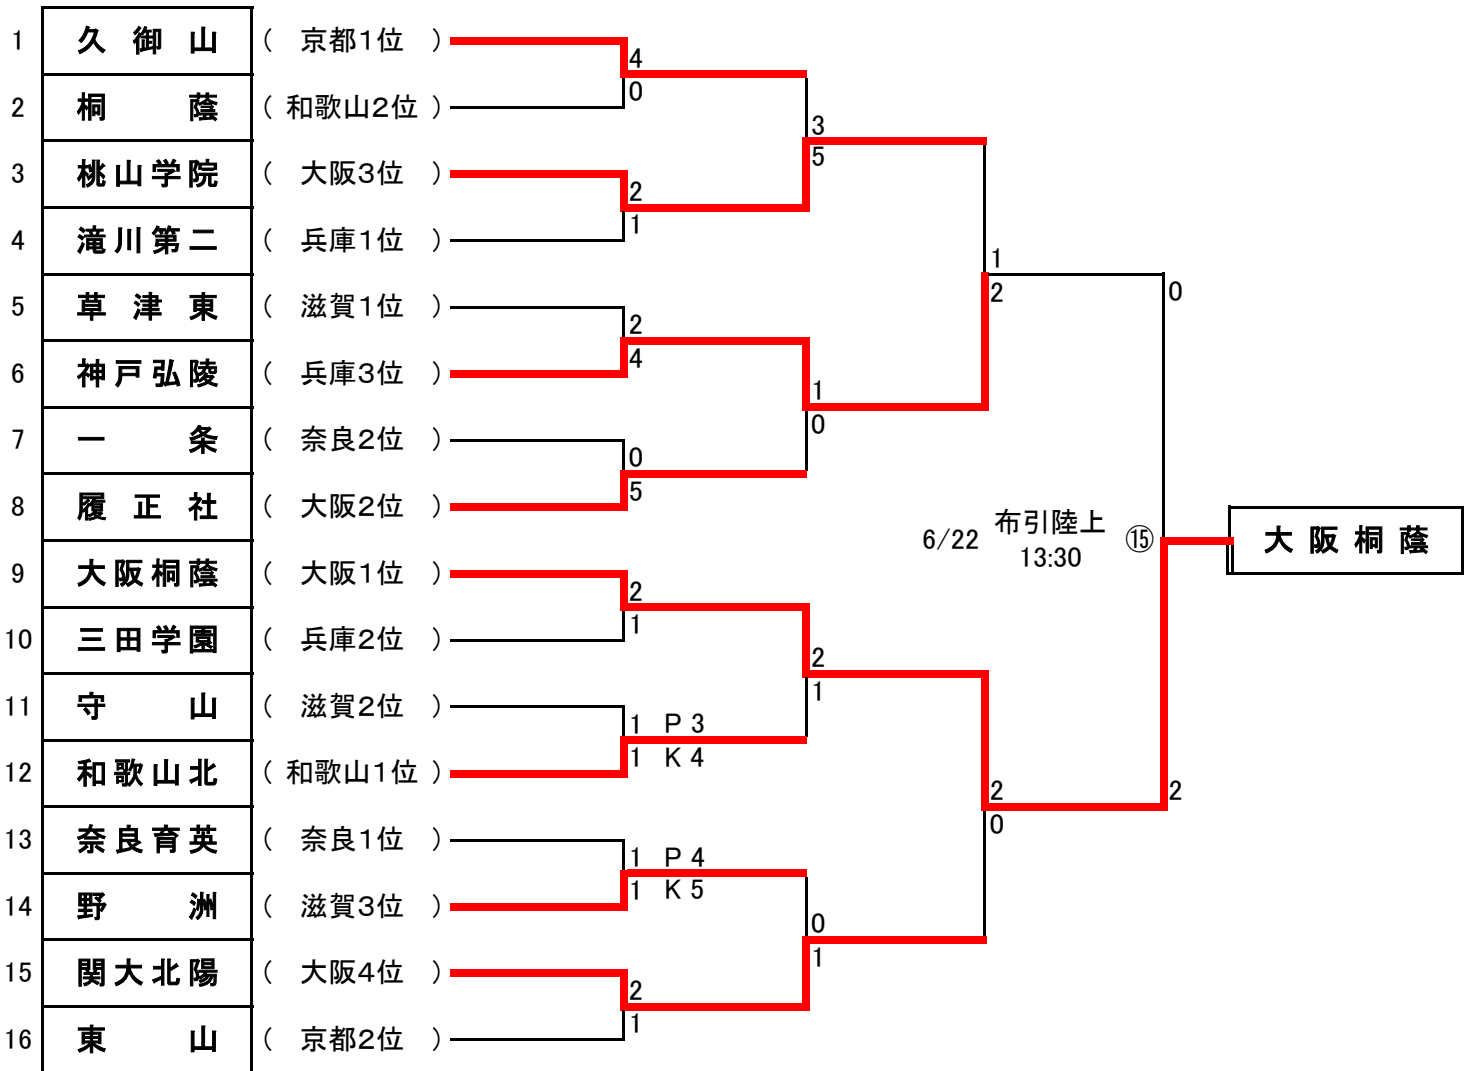 1 久御山 ( 京都1位 )
4
0
2 桐蔭 ( 和歌山2位 )
3
5
3 桃山学院 ( 大阪3位 )
2
1
4 滝川第二 ( 兵庫1位 )
1
2
0
5 草津東 ( 滋賀1位 )
2
4
6 神戸弘陵 ( 兵庫3位 )
1
0
7 一条 ( 奈良2位 )
0
5
8 履正社 ( 大阪2位 )
6/22 布引陸上 ⑮
13:30
大阪桐蔭
9 大阪桐蔭 ( 大阪1位 )
2
1
10 三田学園 ( 兵庫2位 )
2
1
11 守山 ( 滋賀2位 )
1 P 3
1 K 4
12 和歌山北 ( 和歌山1位 )
2
0
2
13 奈良育英 ( 奈良1位 )
1 P 4
1 K 5
14 野洲 ( 滋賀3位 )
0
1
15 関大北陽 ( 大阪4位 )
2
1
16 東山 ( 京都2位 )